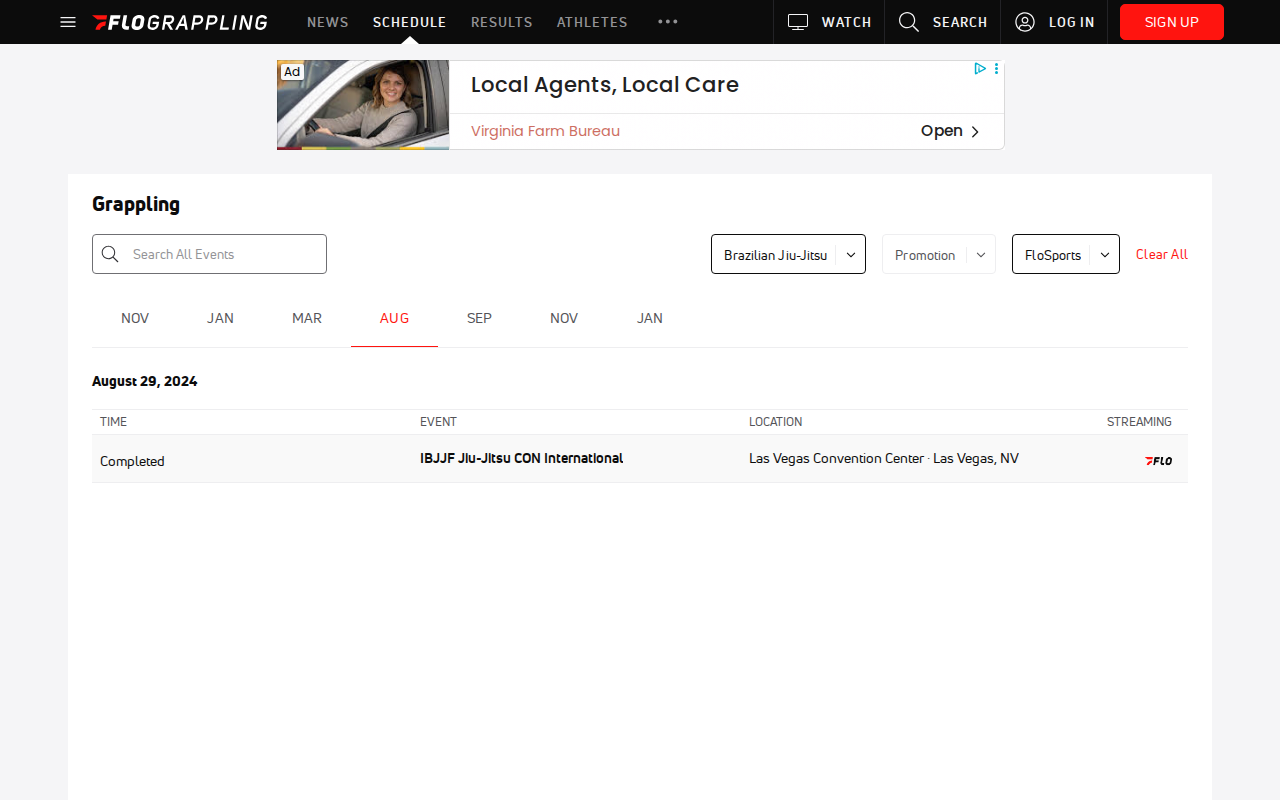 FLOGRAPPLING
NEWS
SCHEDULE
RESULTS
ATHLETES
WATCH
SEARCH
LOG IN
SIGN UP
Ad
Local Agents, Local Care
Virginia Farm Bureau
Open
Grappling
Search All Events
Brazilian Jiu-Jitsu
Promotion
FloSports
Clear All
NOV
JAN
MAR
AUG
SEP
NOV
JAN
August 29, 2024
TIME
EVENT
LOCATION
STREAMING
Completed
IBJJF Jiu-Jitsu CON International
Las Vegas Convention Center · Las Vegas, NV
FLO